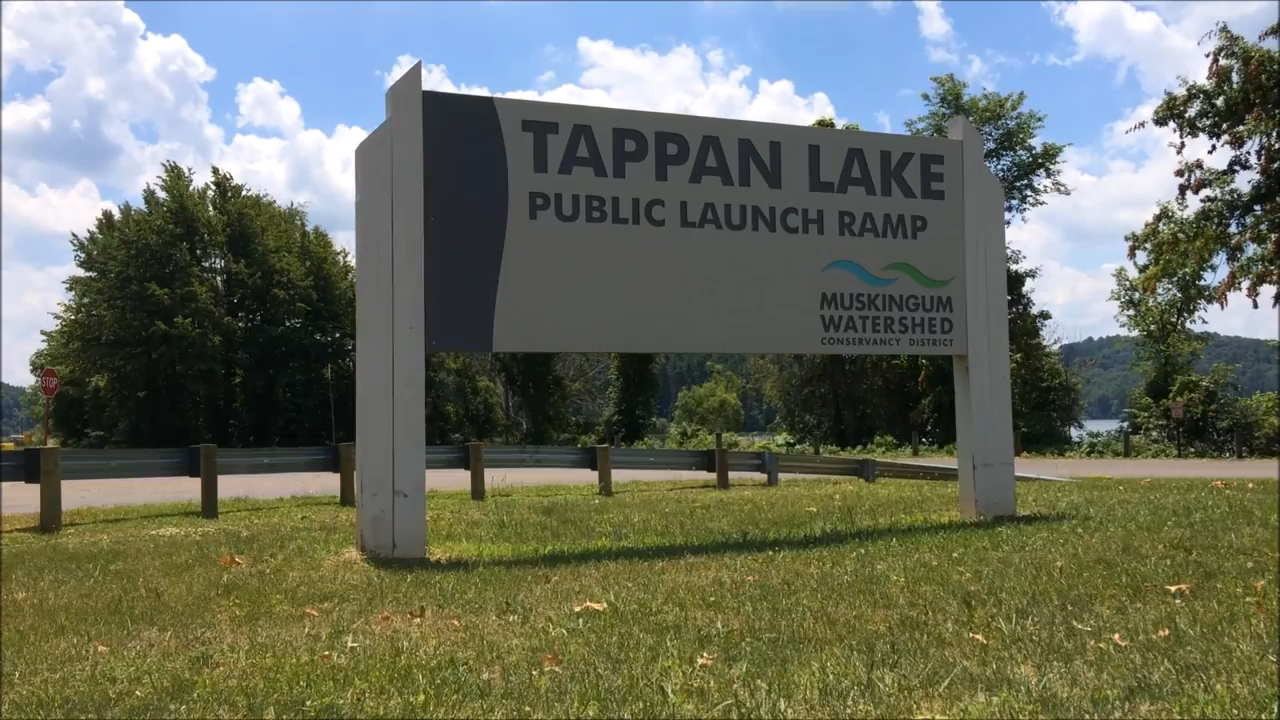 TAPPAN LAKE
PUBLIC LAUNCH RAMP
MUSKINGUM
WATERSHED
CONSERVANCY DISTRICT
STOP